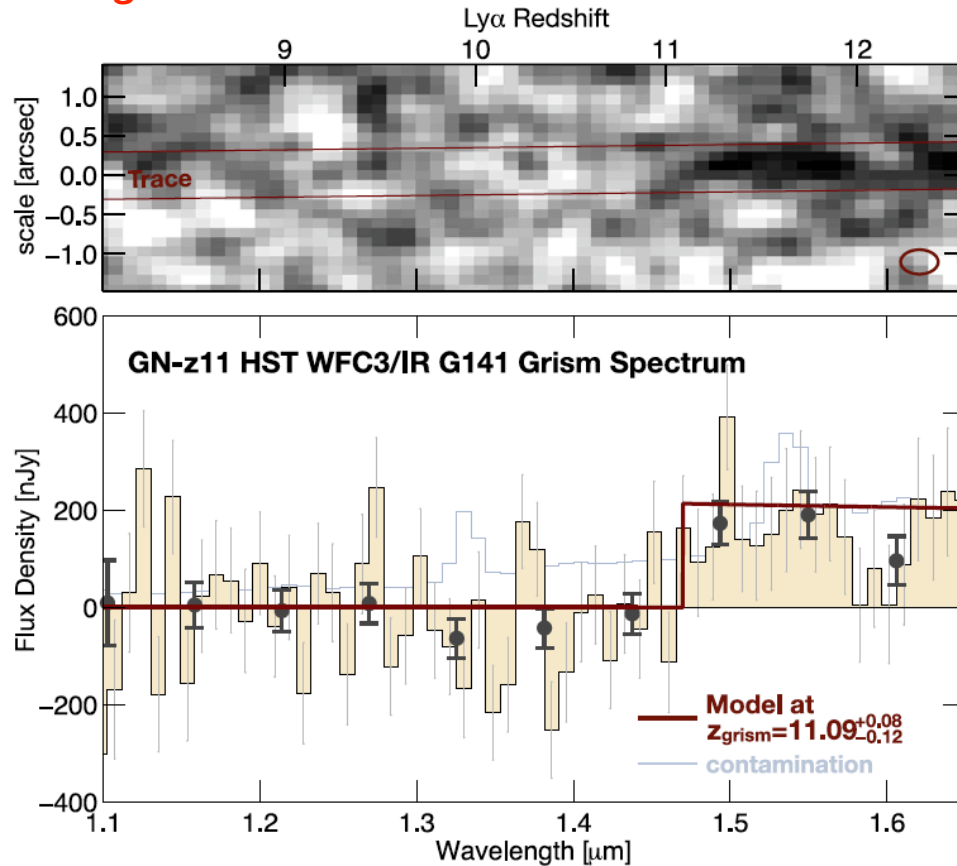 Lyα Redshift
9 10 11 12
scale [arcsec]
1.0
0.5
0.0
−0.5
−1.0
Trace
GN-z11 HST WFC3/IR G141 Grism Spectrum
Flux Density [nJy]
600
400
200
0
−200
−400
Model at
z_grism=11.09 +0.08 −0.12
contamination
1.1 1.2 1.3 1.4 1.5 1.6
Wavelength [μm]